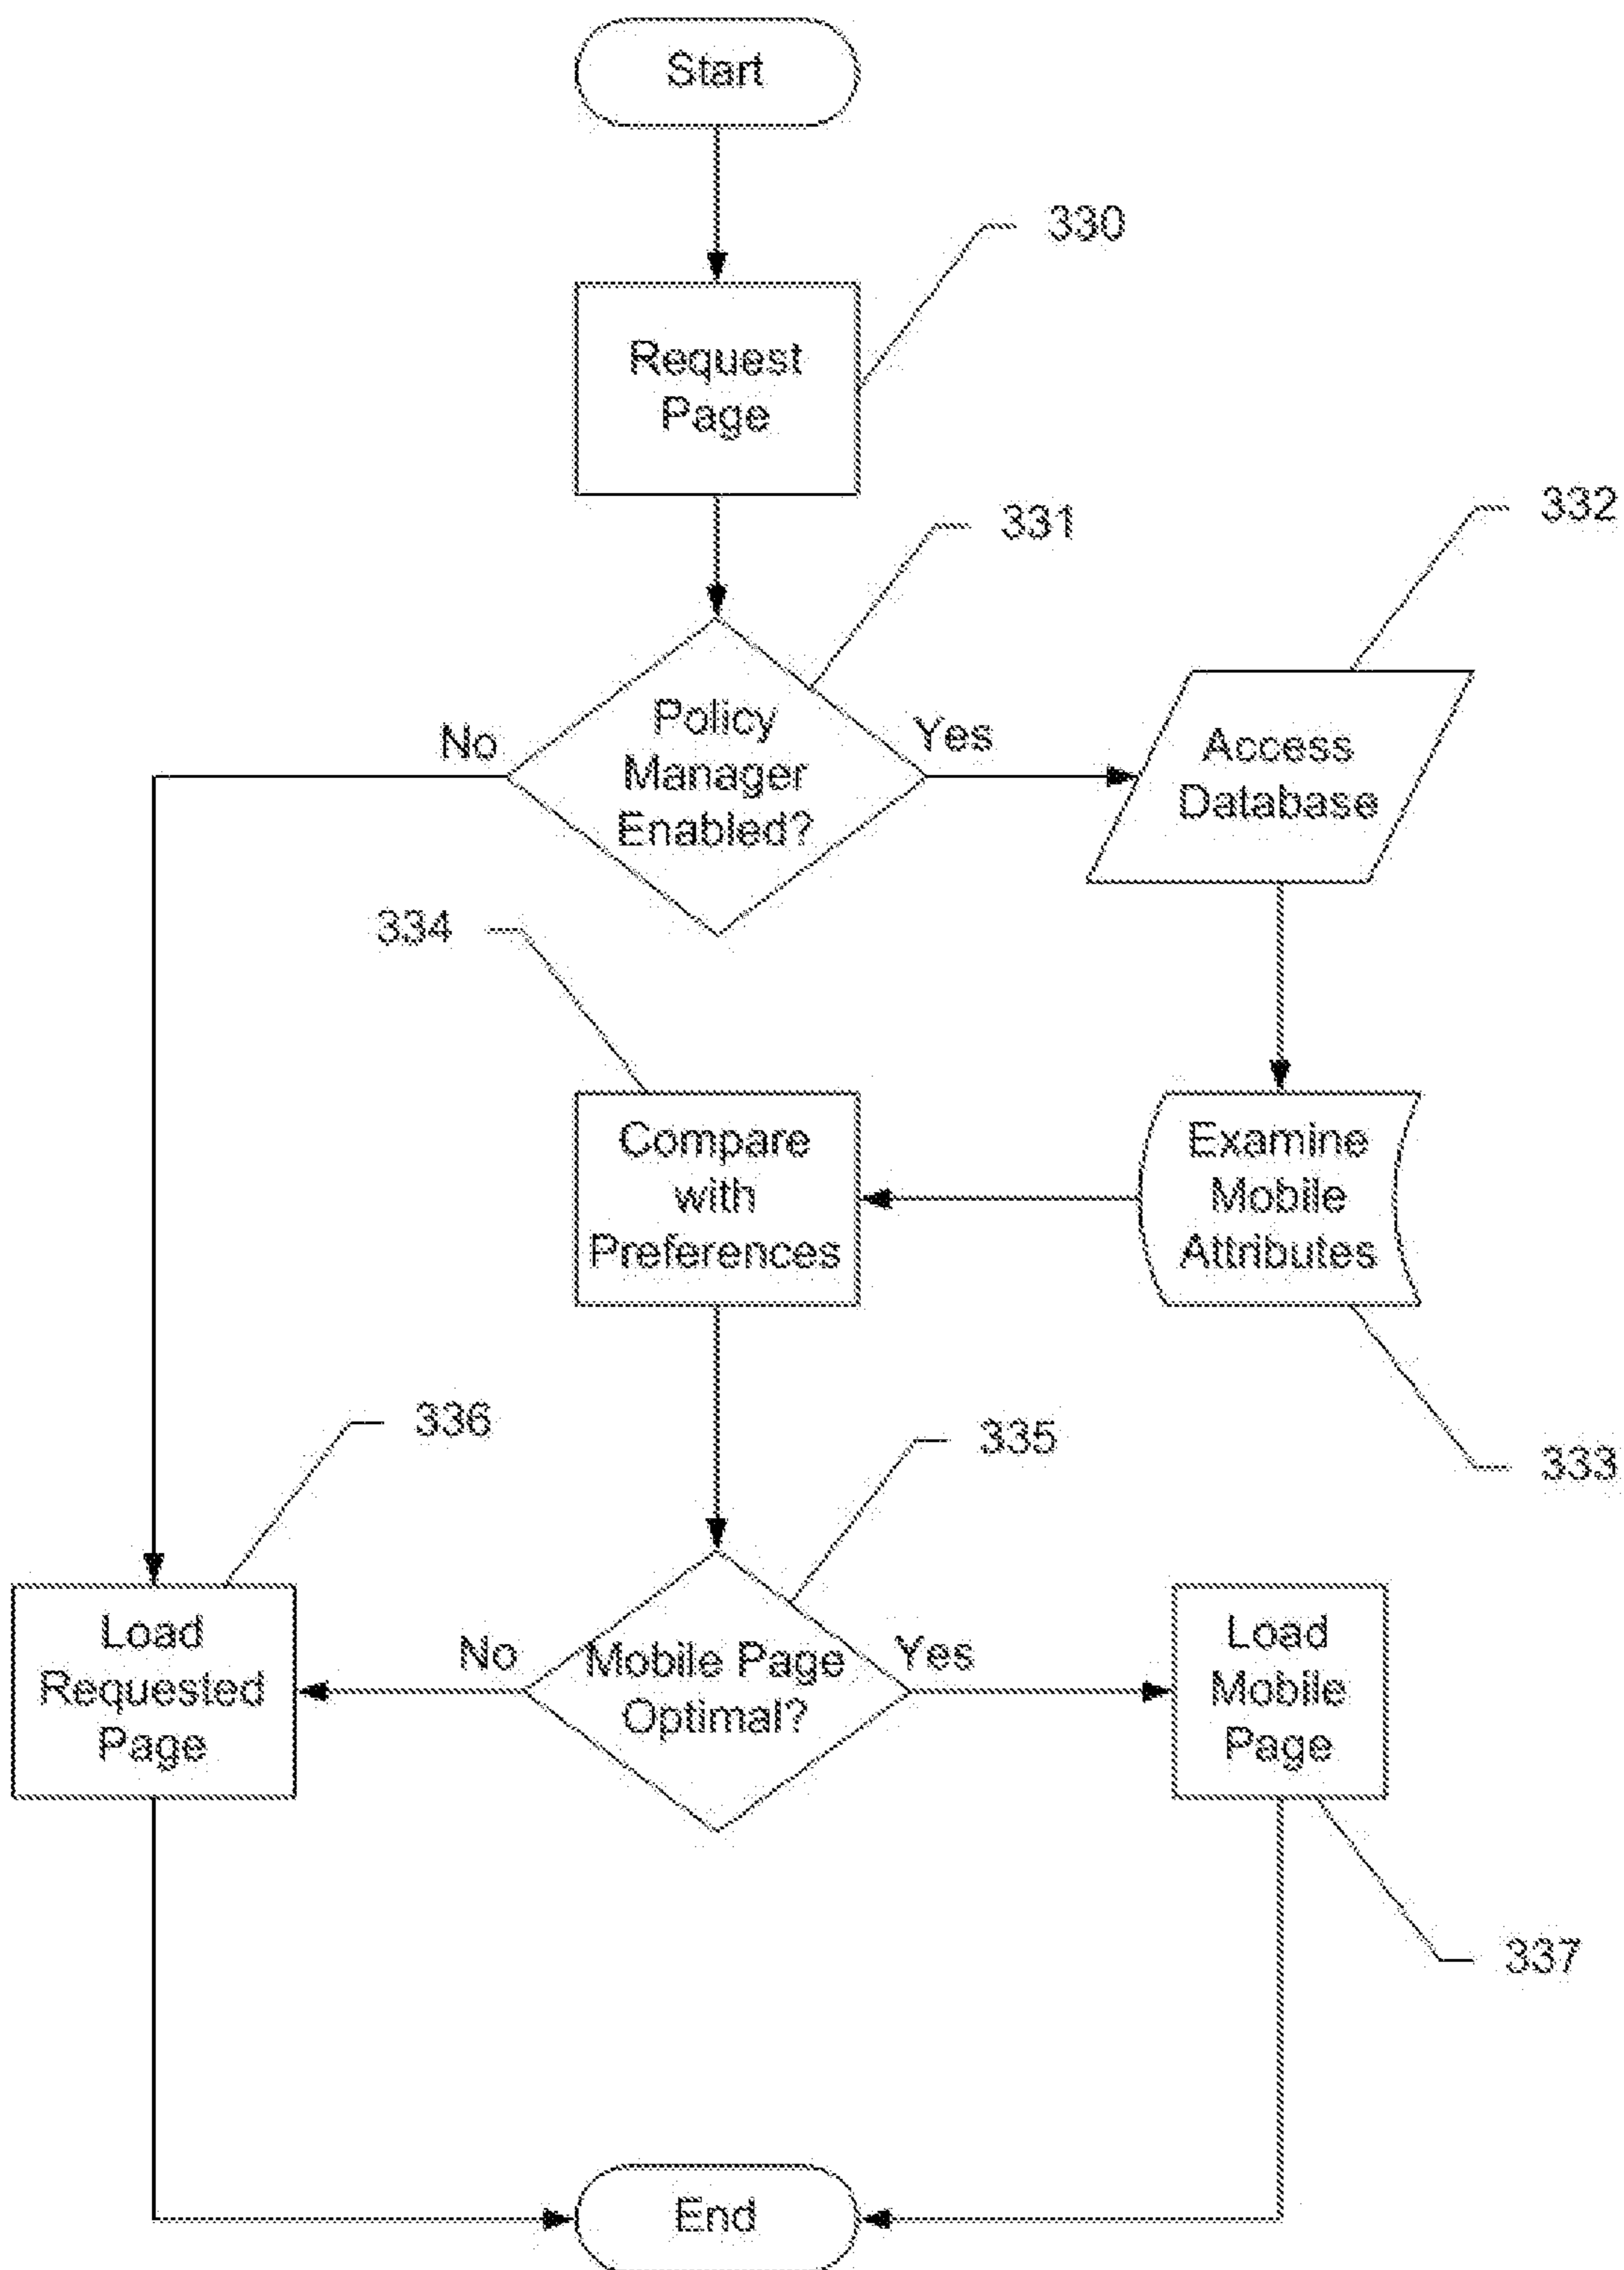 Start
330
Request
Page
331
332
Policy
Manager
Enabled?
No
Yes
Access
Database
334
Compare
with
Preferences
Examine
Mobile
Attributes
336
335
333
Load
Requested
Page
No
Mobile Page
Optimal?
Yes
Load
Mobile
Page
337
End